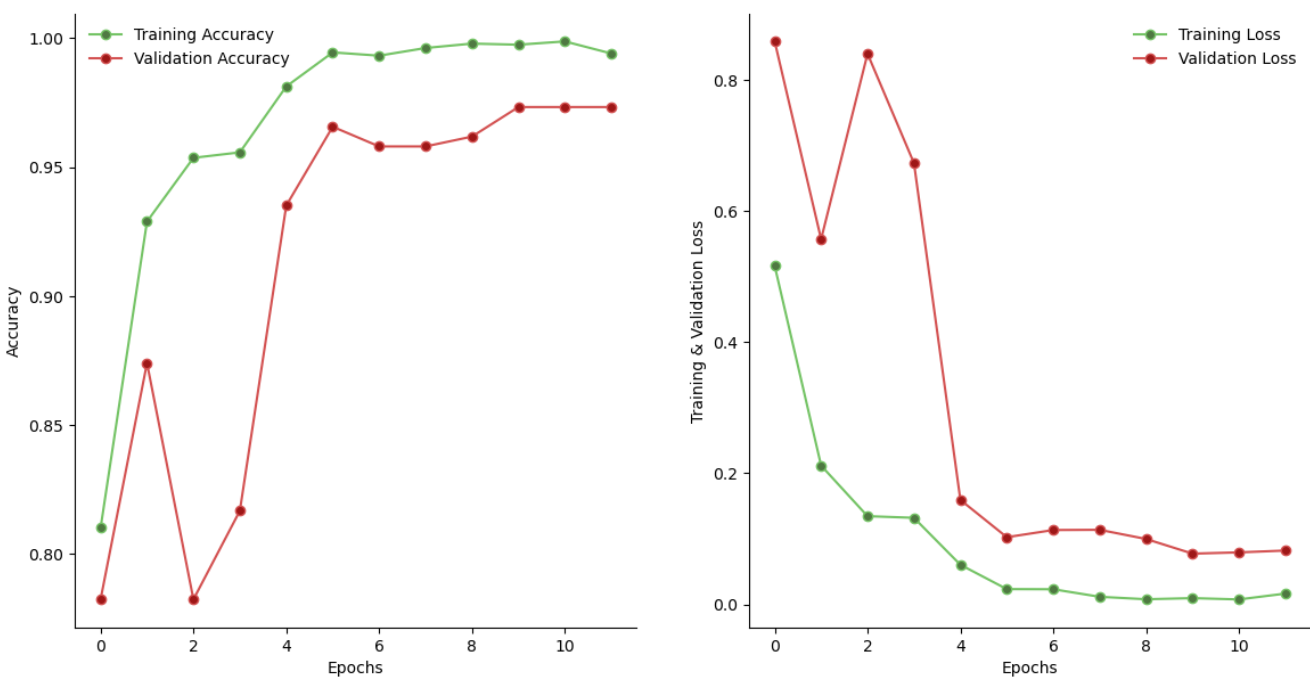 Training Accuracy
Validation Accuracy
1.00
0.95
0.90
0.85
0.80
Accuracy
0 2 4 6 8 10
Epochs
Training Loss
Validation Loss
0.8
0.6
0.4
0.2
0.0
Training & Validation Loss
0 2 4 6 8 10
Epochs